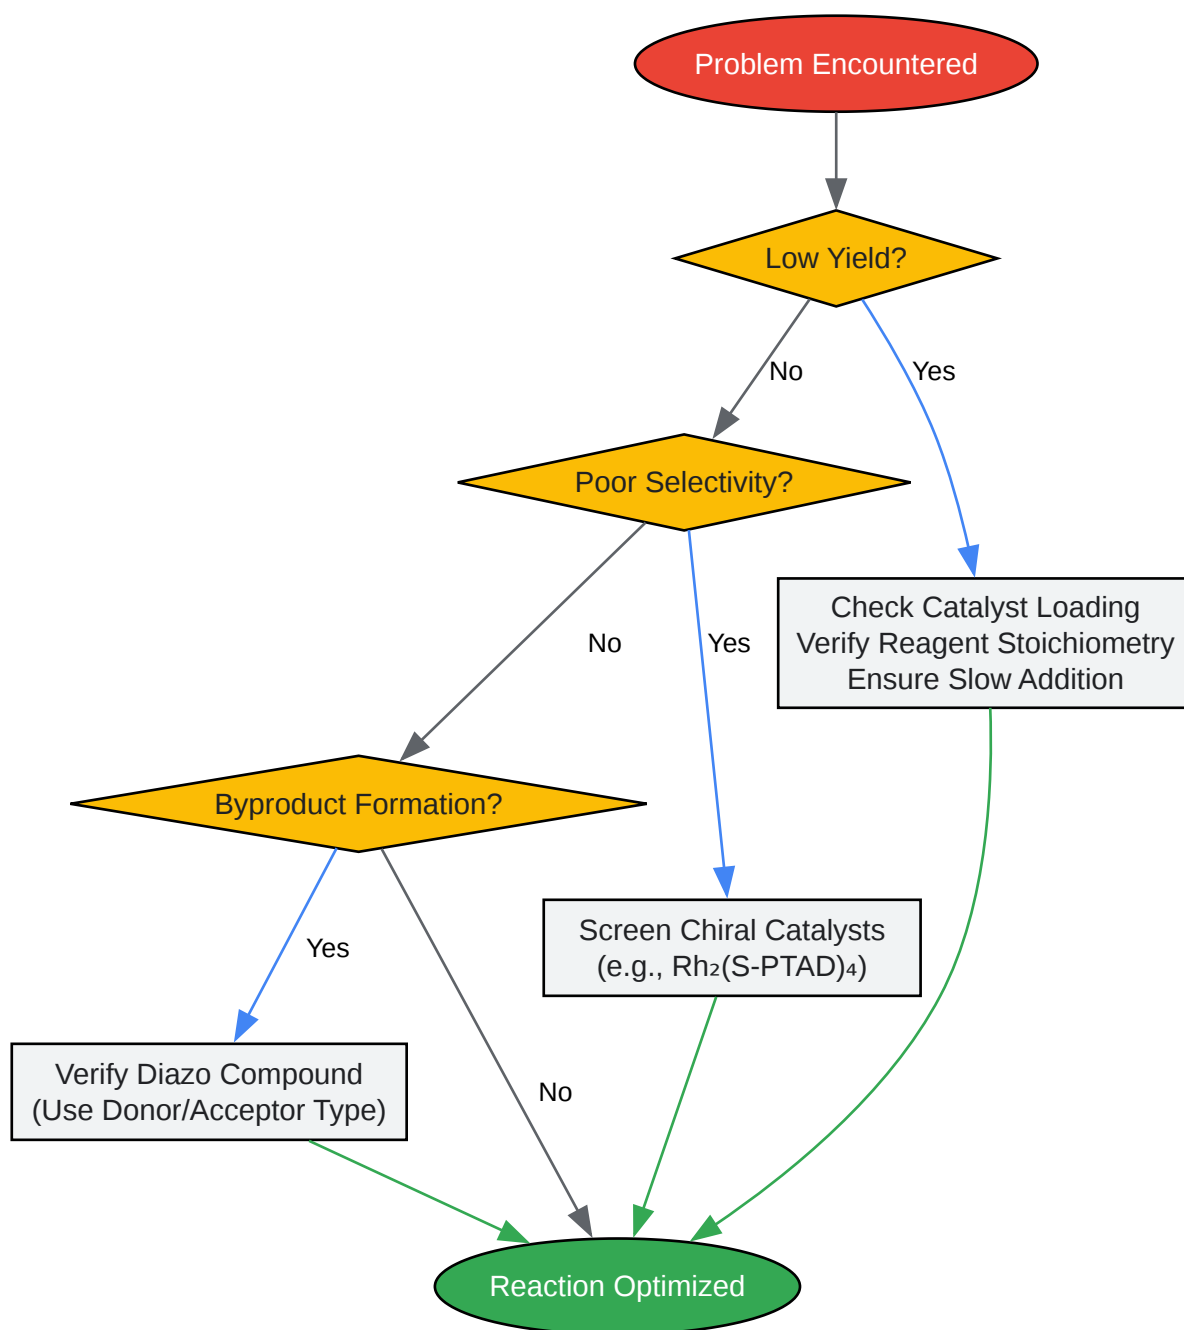 Problem Encountered
Low Yield?
No
Yes
Poor Selectivity?
Check Catalyst Loading
Verify Reagent Stoichiometry
Ensure Slow Addition
No
Yes
Byproduct Formation?
Screen Chiral Catalysts
(e.g., Rh₂(S-PTAD)₄)
Yes
Verify Diazo Compound
(Use Donor/Acceptor Type)
No
Reaction Optimized